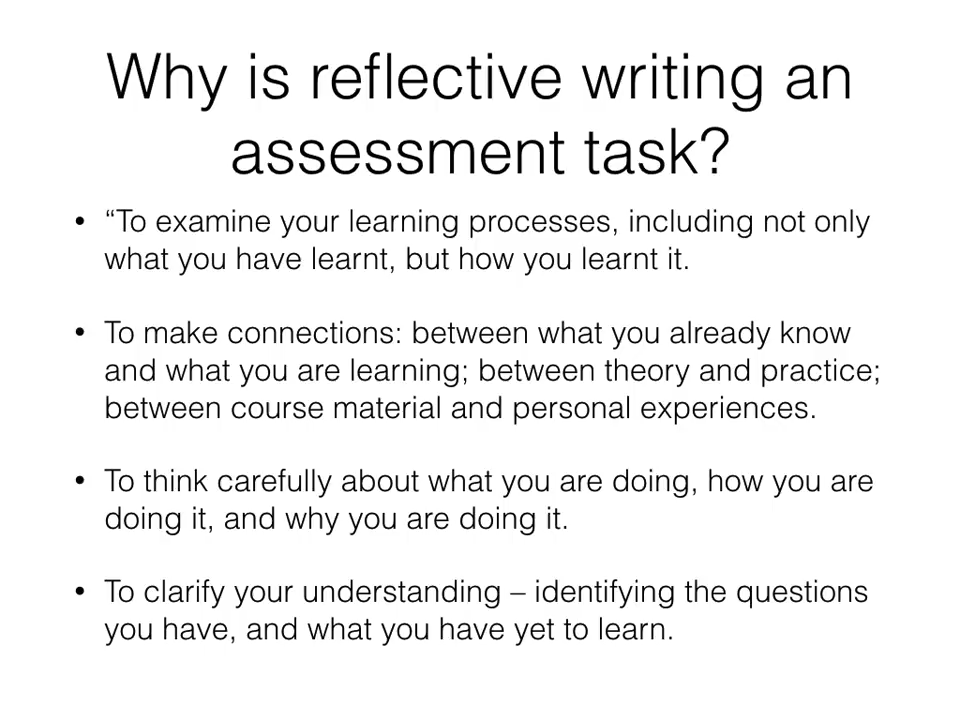 Why is reflective writing an
assessment task?
• “To examine your learning processes, including not only
what you have learnt, but how you learnt it.
• To make connections: between what you already know
and what you are learning; between theory and practice;
between course material and personal experiences.
• To think carefully about what you are doing, how you are
doing it, and why you are doing it.
• To clarify your understanding – identifying the questions
you have, and what you have yet to learn.